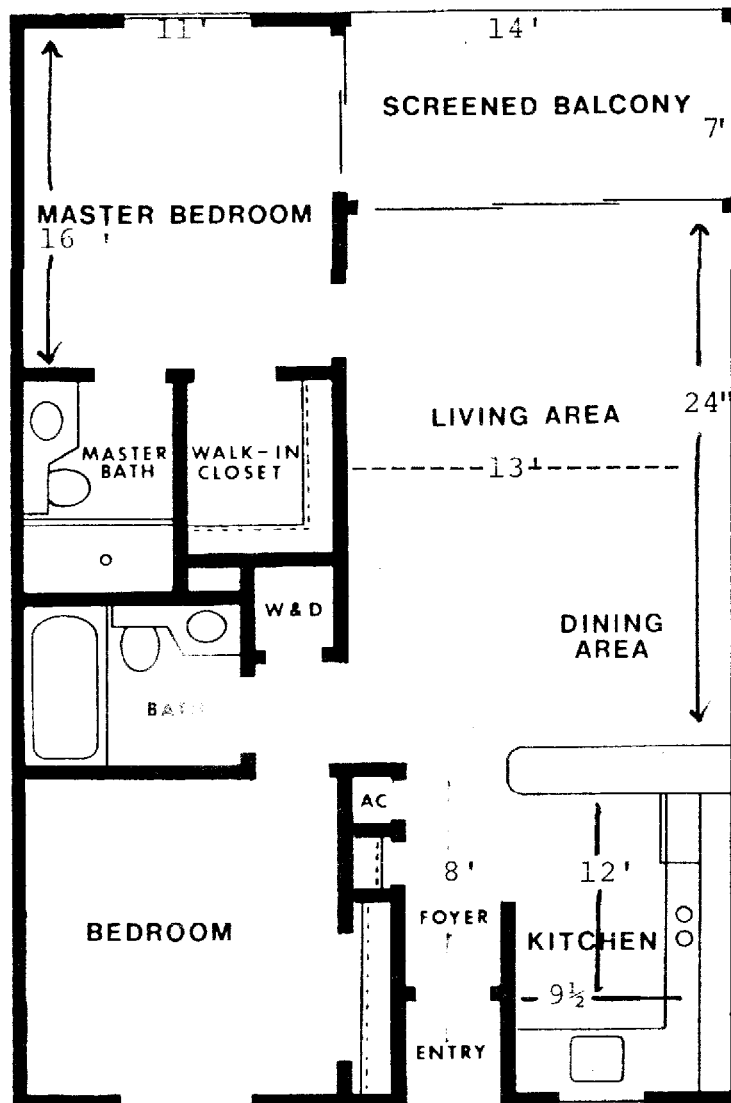 11'
14'
SCREENED BALCONY
7'
MASTER BEDROOM
16 '
LIVING AREA
24"
13'
MASTER
BATH
WALK-IN
CLOSET
W & D
DINING
AREA
BATH
AC
8'
12'
FOYER
BEDROOM
KITCHEN
9½
ENTRY